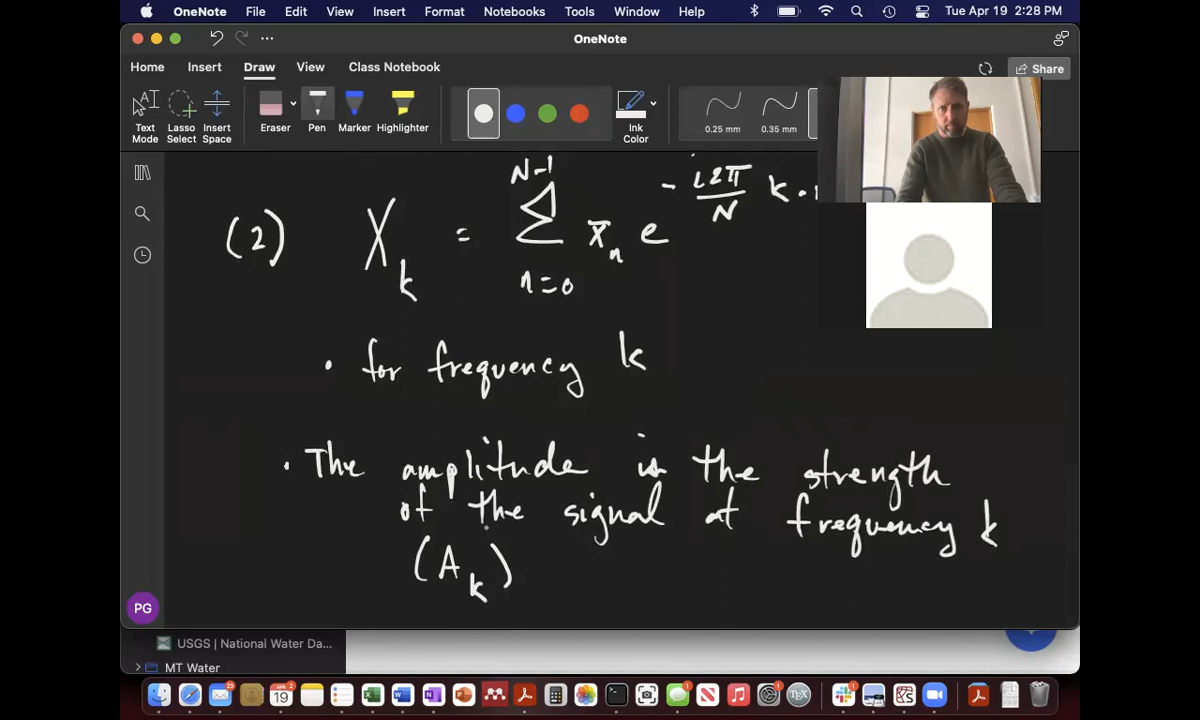 OneNote File Edit View Insert Format Notebooks Tools Window Help Tue Apr 19 2:28 PM
OneNote
Home Insert Draw View Class Notebook Share
Text Mode Lasso Select Insert Space Eraser Pen Marker Highlighter Ink Color 0.25 mm 0.35 mm
N-1
- i2π/N k·
(2) X_k = Σ x_n e
n=0
• for frequency k
• The amplitude is the strength
of the signal at frequency k
(A_k)
PG
USGS | National Water Da...
MT Water